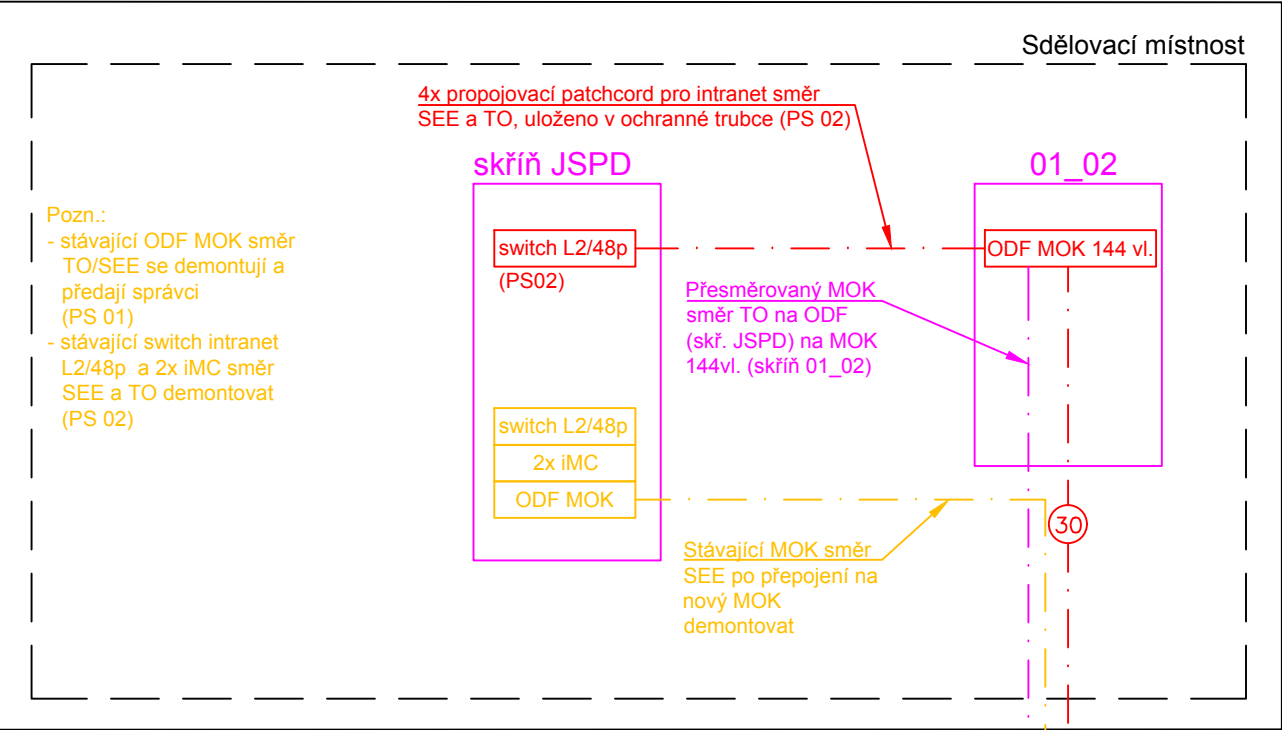 Sdělovací místnost
4x propojovací patchcord pro intranet směr
SEE a TO, uloženo v ochranné trubce (PS 02)
skříň JSPD
01_02
Pozn.:
- stávající ODF MOK směr
TO/SEE se demontují a
předají správci
(PS 01)
- stávající switch intranet
L2/48p a 2x iMC směr
SEE a TO demontovat
(PS 02)
switch L2/48p
(PS02)
ODF MOK 144 vl.
Přesměrovaný MOK
směr TO na ODF
(skř. JSPD) na MOK
144vl. (skříň 01_02)
switch L2/48p
2x iMC
ODF MOK
30
Stávající MOK směr
SEE po přepojení na
nový MOK
demontovat